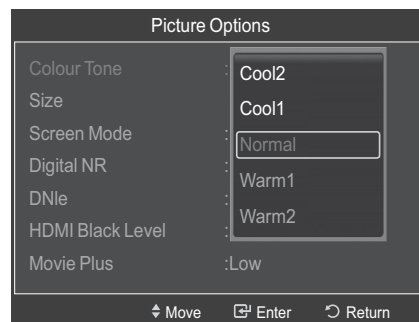 Picture Options
Colour Tone :
Cool2
Size
Cool1
Screen Mode :
Normal
Digital NR :
Warm1
DNIe :
Warm2
HDMI Black Level :
Movie Plus :Low
Move Enter Return